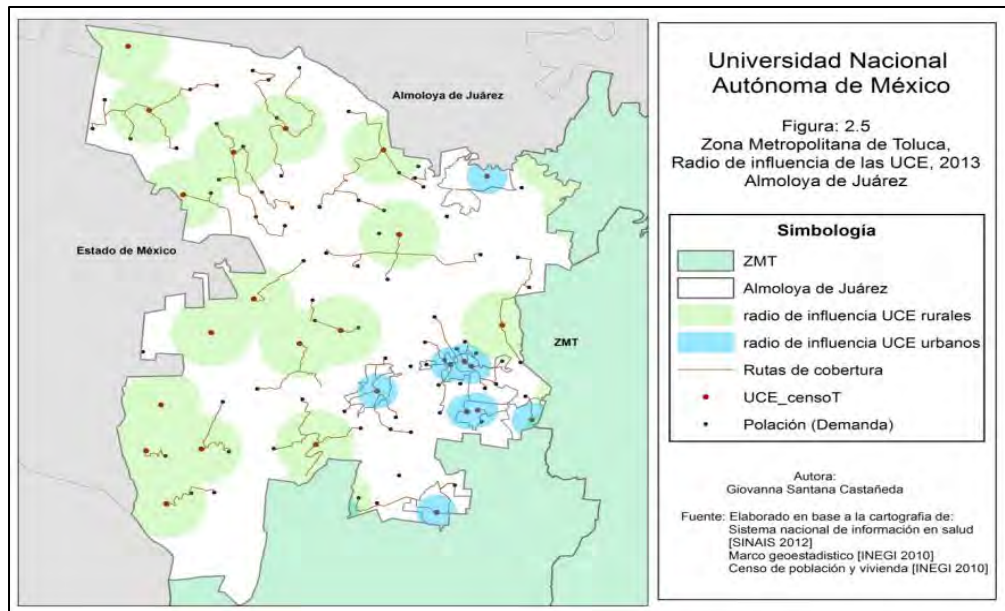 Almoloya de Juárez
Estado de México
ZMT
Universidad Nacional
Autónoma de México
Figura: 2.5
Zona Metropolitana de Toluca,
Radio de influencia de las UCE, 2013
Almoloya de Juárez
Simbología
ZMT
Almoloya de Juárez
radio de influencia UCE rurales
radio de influencia UCE urbanos
Rutas de cobertura
UCE_censoT
Polación (Demanda)
Autora:
Giovanna Santana Castañeda
Fuente: Elaborado en base a la cartografia de:
Sistema nacional de información en salud
[SINAIS 2012]
Marco geoestadistico [INEGI 2010]
Censo de población y vivienda [INEGI 2010]